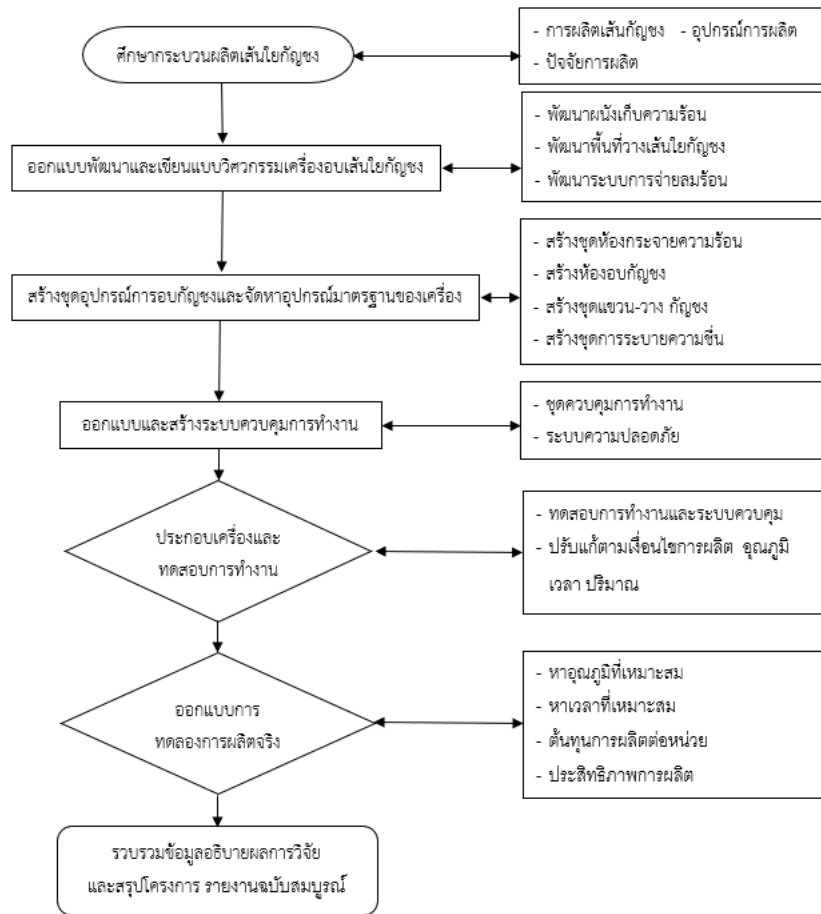 ศึกษากระบวนผลิตเส้นใยกัญชง
- การผลิตเส้นกัญชง - อุปกรณ์การผลิต
- ปัจจัยการผลิต
ออกแบบพัฒนาและเขียนแบบวิศวกรรมเครื่องอบเส้นใยกัญชง
- พัฒนาผนังเก็บความร้อน
- พัฒนาพื้นที่วางเส้นใยกัญชง
- พัฒนาระบบการจ่ายลมร้อน
สร้างชุดอุปกรณ์การอบกัญชงและจัดหาอุปกรณ์มาตรฐานของเครื่อง
- สร้างชุดห้องกระจายความร้อน
- สร้างห้องอบกัญชง
- สร้างชุดแขวน-วาง กัญชง
- สร้างชุดการระบายความชื่น
ออกแบบและสร้างระบบควบคุมการทำงาน
- ชุดควบคุมการทำงาน
- ระบบความปลอดภัย
ประกอบเครื่องและ
ทดสอบการทำงาน
- ทดสอบการทำงานและระบบควบคุม
- ปรับแก้ตามเงื่อนไขการผลิต อุณภูมิ
เวลา ปริมาณ
ออกแบบการ
ทดลองการผลิตจริง
- หาอุณภูมิที่เหมาะสม
- หาเวลาที่เหมาะสม
- ต้นทุนการผลิตต่อหน่วย
- ประสิทธิภาพการผลิต
รวบรวมข้อมูลอธิบายผลการวิจัย
และสรุปโครงการ รายงานฉบับสมบูรณ์